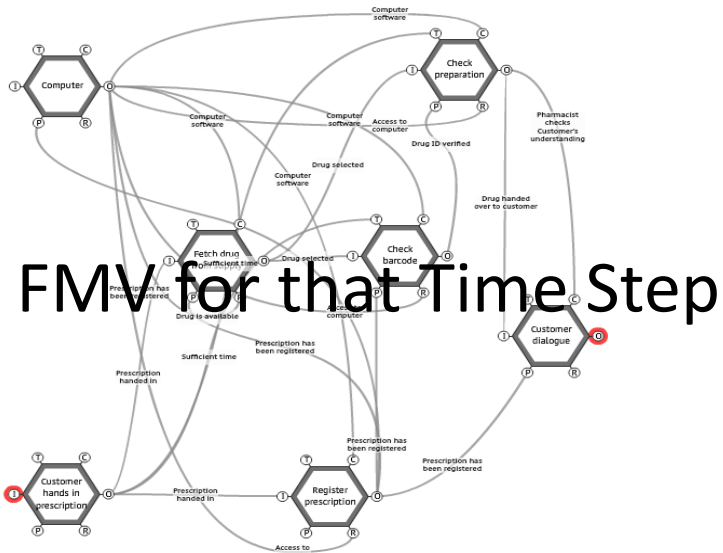 Computer
software
T
C
T
C
Computer
I
O
Check
preparation
I
O
P
R
P
R
Computer
software
Computer
software
Access to
computer
Pharmacist
checks
Customer's
understanding
Drug ID verified
Drug selected
Computer
software
Drug handed
over to customer
T
C
T
C
Fetch drug
from supply
Sufficient time
I
O
Drug selected
Check
barcode
I
O
P
R
P
R
FMV for that Time Step
Prescription has
been registered
Drug is available
Access to
computer
T
C
Customer
dialogue
I
O
P
R
Prescription has
been registered
Sufficient time
Prescription
handed in
Prescription has
been registered
Prescription has
been registered
T
C
T
C
Customer
hands in
prescription
I
O
Prescription
handed in
Register
prescription
I
O
P
R
P
R
Access to